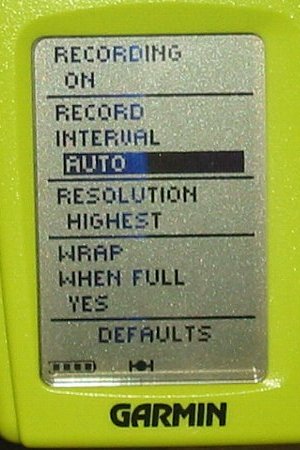 RECORDING
ON
RECORD
INTERVAL
AUTO
RESOLUTION
HIGHEST
WRAP
WHEN FULL
YES
DEFAULTS
GARMIN